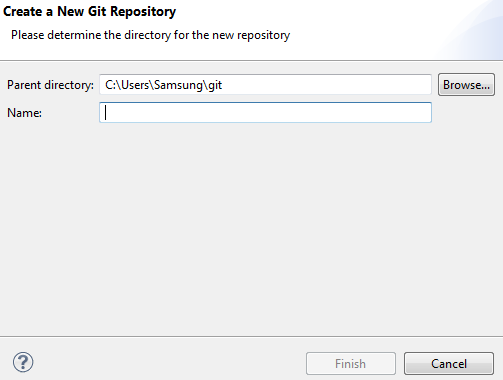 Create a New Git Repository
Please determine the directory for the new repository
Parent directory: C:\Users\Samsung\git Browse...
Name:
? Finish Cancel